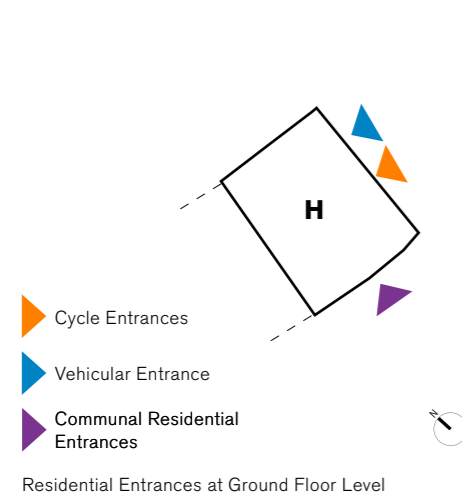 H
Cycle Entrances
Vehicular Entrance
Communal Residential
Entrances
N
Residential Entrances at Ground Floor Level